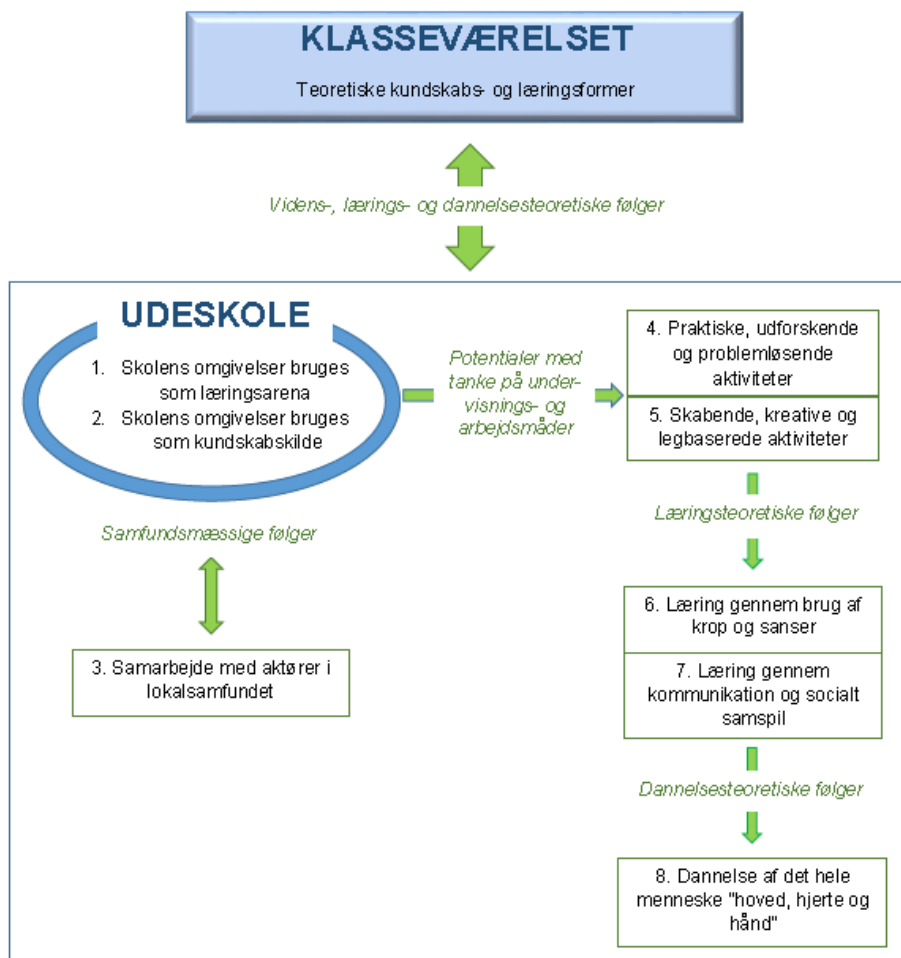 KLASSEVÆRELSET
Teoretiske kundskabs- og læringsformer
Videns-, lærings- og dannelsesteoretiske følger
UDESKOLE
1. Skolens omgivelser bruges
som læringsarena
2. Skolens omgivelser bruges
som kundskabskilde
Potentialer med
tanke på under-
visnings- og
arbejdsmåder
4. Praktiske, udforskende
og problemløsende
aktiviteter
5. Skabende, kreative og
legbaserede aktiviteter
Samfundsmæssige følger
Læringsteoretiske følger
3. Samarbejde med aktører i
lokalsamfundet
6. Læring gennem brug af
krop og sanser
7. Læring gennem
kommunikation og socialt
samspil
Dannelsesteoretiske følger
8. Dannelse af det hele
menneske "hoved, hjerte og
hånd"